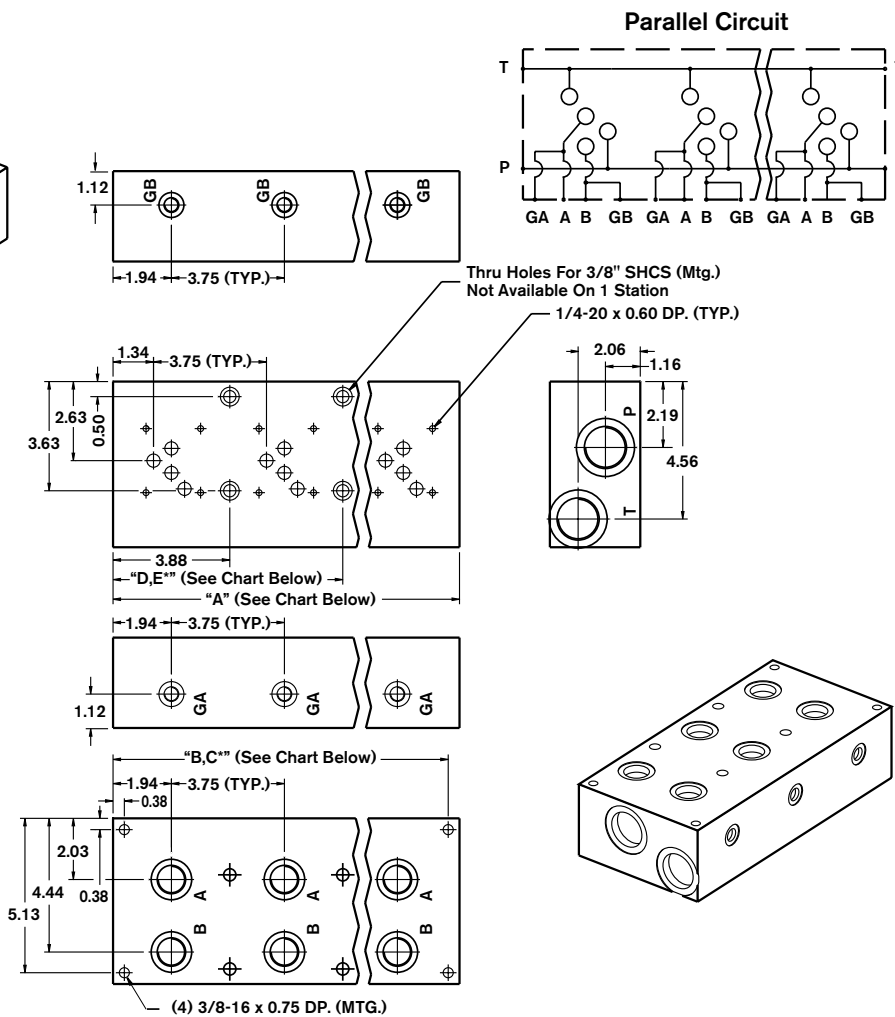 Parallel Circuit
T
P
GA A B GB GA A B GB GA A B GB
1.12
GB GB GB
1.94 3.75 (TYP.)
Thru Holes For 3/8" SHCS (Mtg.)
Not Available On 1 Station
1/4-20 x 0.60 DP. (TYP.)
1.34 3.75 (TYP.)
2.63
0.50
3.63
3.88
“D,E*” (See Chart Below)
“A” (See Chart Below)
2.06
1.16
P
2.19
4.56
T
1.94 3.75 (TYP.)
GA GA GA
1.12
“B,C*” (See Chart Below)
1.94 3.75 (TYP.)
0.38
2.03
4.44
0.38
5.13
A A A
B B B
(4) 3/8-16 x 0.75 DP. (MTG.)